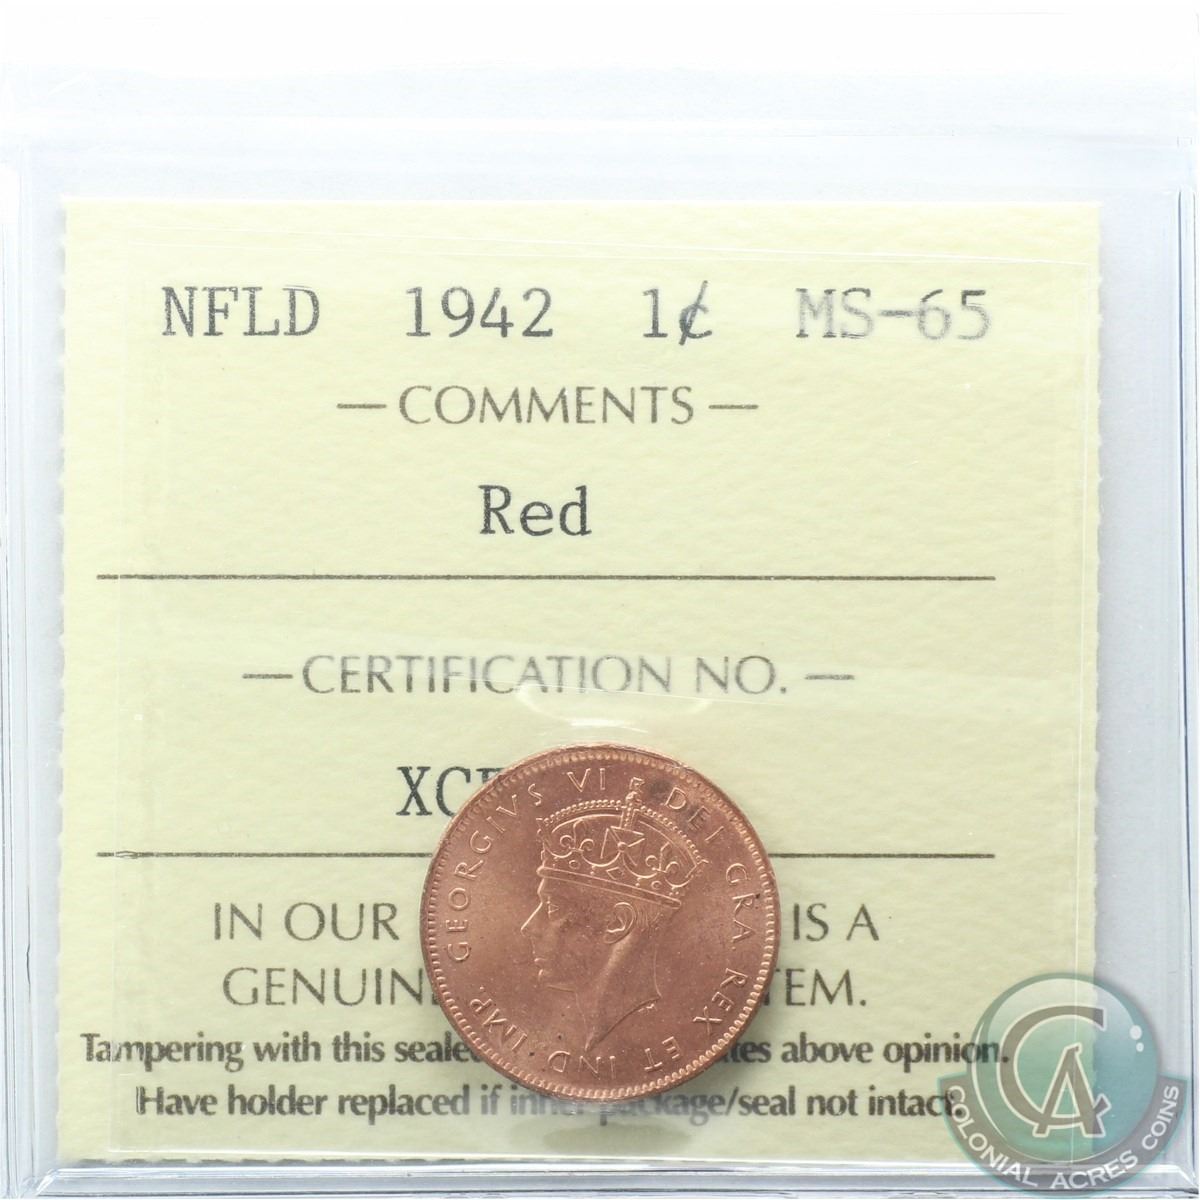 NFLD 1942 1¢ MS-65
— COMMENTS —
Red
— CERTIFICATION NO. —
XC
GEORGIVS VI DEI GRA REX ET IND. IMP.
IN OUR IS A
GENUIN TEM.
Tampering with this seale tes above opinion.
Have holder replaced if inner package/seal not intact.
CA
COLONIAL ACRES COINS